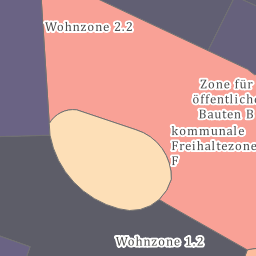 Wohnzone 2.2
Zone für
öffentliche
Bauten B
kommunale
Freihaltezone
F
Wohnzone 1.2